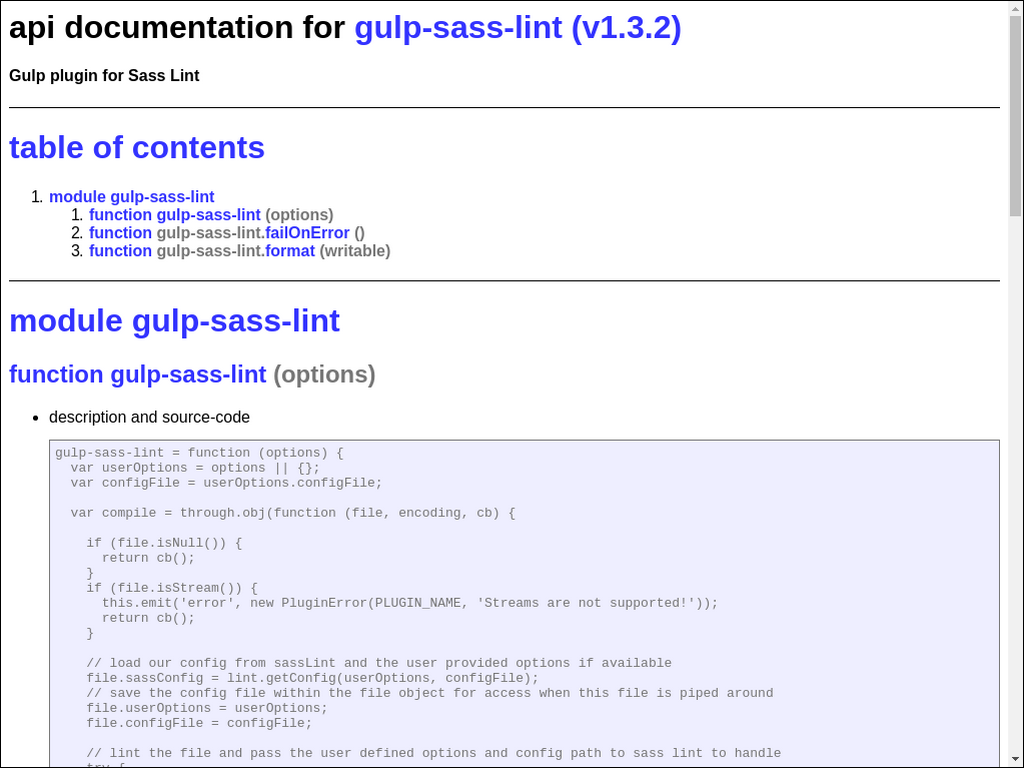 api documentation for gulp-sass-lint (v1.3.2)
Gulp plugin for Sass Lint
table of contents
1. module gulp-sass-lint
1. function gulp-sass-lint (options)
2. function gulp-sass-lint.failOnError ()
3. function gulp-sass-lint.format (writable)
module gulp-sass-lint
function gulp-sass-lint (options)
• description and source-code
gulp-sass-lint = function (options) {
  var userOptions = options || {};
  var configFile = userOptions.configFile;
  var compile = through.obj(function (file, encoding, cb) {
    if (file.isNull()) {
      return cb();
    }
    if (file.isStream()) {
      this.emit('error', new PluginError(PLUGIN_NAME, 'Streams are not supported!'));
      return cb();
    }
    // load our config from sassLint and the user provided options if available
    file.sassConfig = lint.getConfig(userOptions, configFile);
    // save the config file within the file object for access when this file is piped around
    file.userOptions = userOptions;
    file.configFile = configFile;
    // lint the file and pass the user defined options and config path to sass lint to handle
    try {